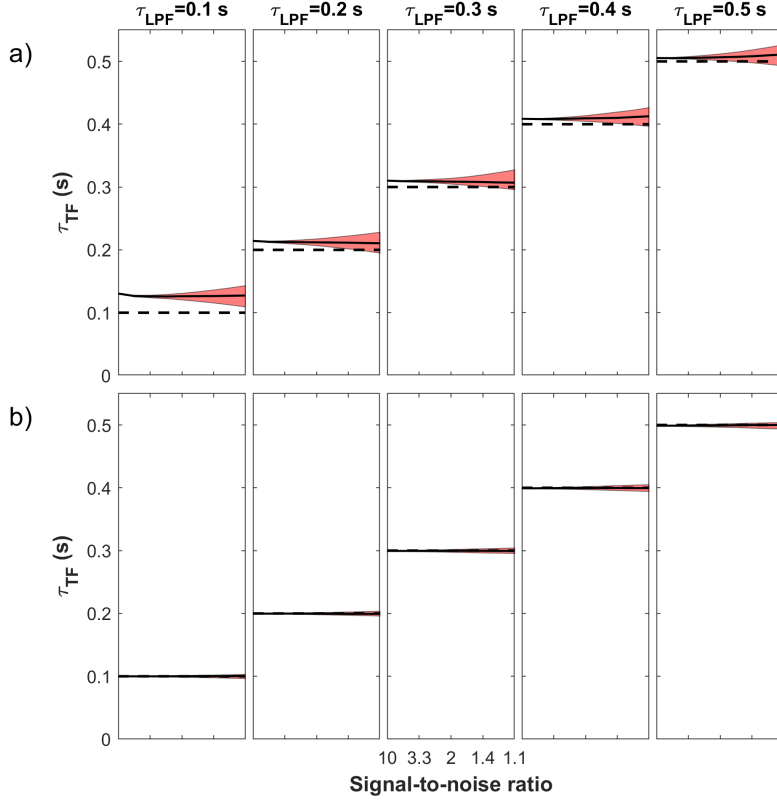 τLPF=0.1 s τLPF=0.2 s τLPF=0.3 s τLPF=0.4 s τLPF=0.5 s
a)
0.5
0.4
0.3
0.2
0.1
0
τTF (s)
b)
0.5
0.4
0.3
0.2
0.1
0
τTF (s)
10 3.3 2 1.4 1.1
Signal-to-noise ratio